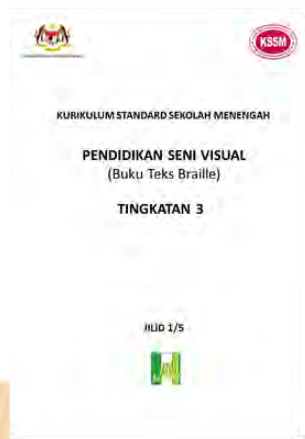 KSSM
KURIKULUM STANDARD SEKOLAH MENENGAH
PENDIDIKAN SENI VISUAL
(Buku Teks Braille)
TINGKATAN 3
JILID 1/5